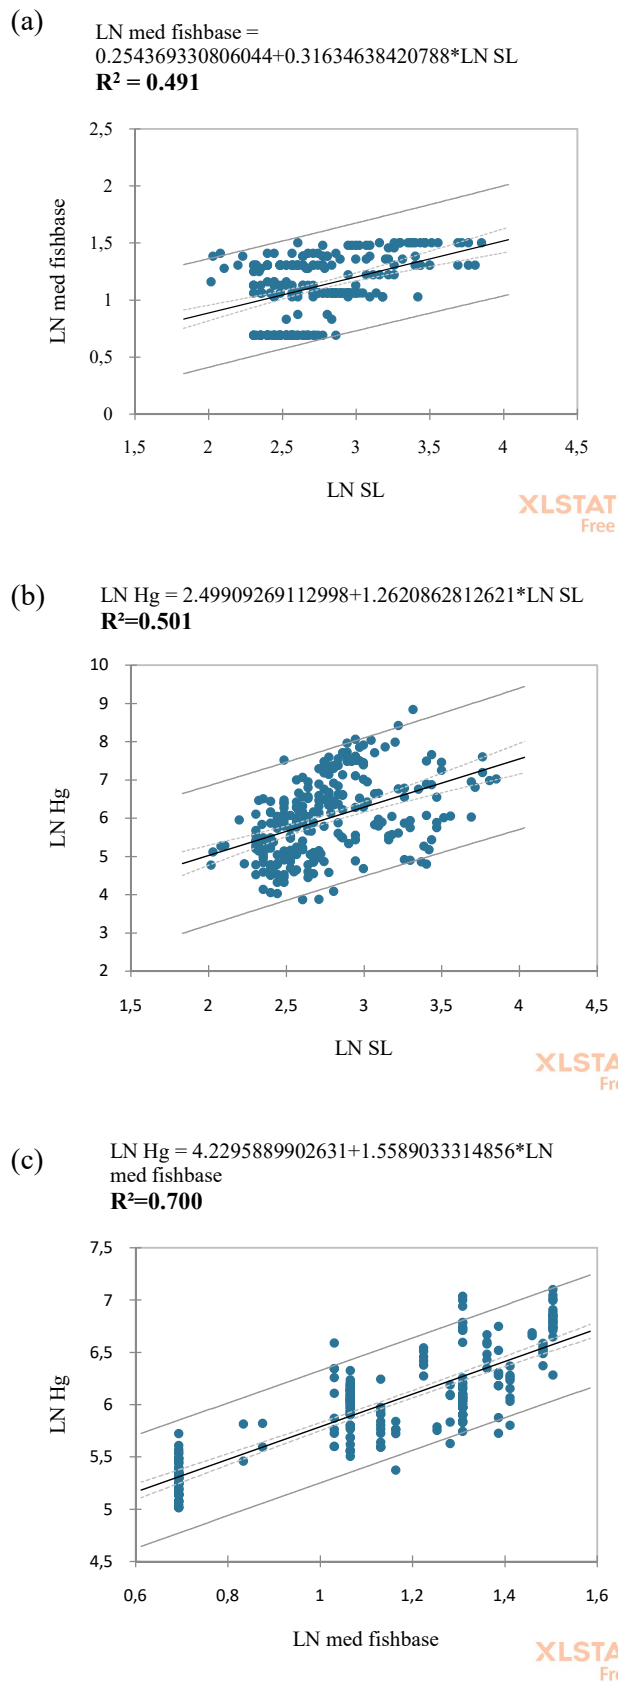 (a)
LN med fishbase =
0.254369330806044+0.31634638420788*LN SL
R² = 0.491
2,5
2
1,5
1
0,5
0
LN med fishbase
1,5 2 2,5 3 3,5 4 4,5
LN SL
XLSTAT
Free
(b)
LN Hg = 2.49909269112998+1.2620862812621*LN SL
R²=0.501
10
9
8
7
6
5
4
3
2
LN Hg
1,5 2 2,5 3 3,5 4 4,5
LN SL
XLSTA
Fre
(c)
LN Hg = 4.2295889902631+1.5589033314856*LN
med fishbase
R²=0.700
7,5
7
6,5
6
5,5
5
4,5
LN Hg
0,6 0,8 1 1,2 1,4 1,6
LN med fishbase
XLSTA
Fre